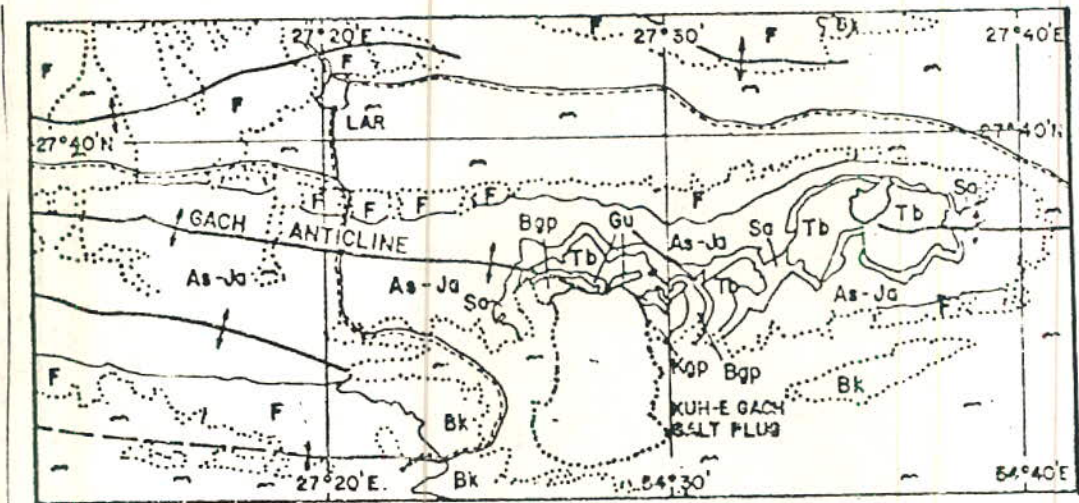 27°20'E 27°30' 27°40'E
F F F Bk F
F LAR
27°40'N 27°40'N
F F F F F F Sa
GACH ANTICLINE Bgp Gu As-Ja Sa Tb Tb
Tb
As-Ja As-Ja Tb As-Ja
Sa F
Kgp Bgp
F Bk
F Bk KUH-E GACH
SALT PLUG
27°20'E. Bk 54°30' 54°40'E